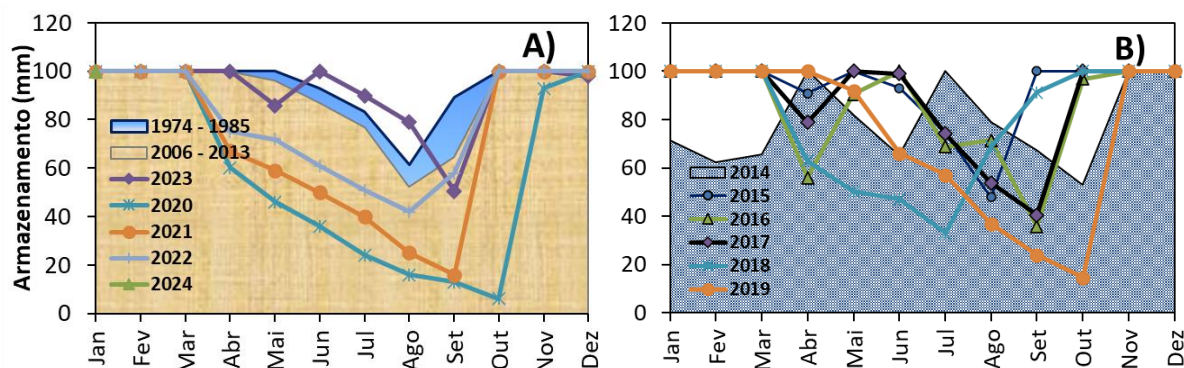 Armazenamento (mm)
120
100
80
60
40
20
0
A)
1974 - 1985
2006 - 2013
2023
2020
2021
2022
2024
Jan
Fev
Mar
Abr
Mai
Jun
Jul
Ago
Set
Out
Nov
Dez
120
100
80
60
40
20
0
B)
2014
2015
2016
2017
2018
2019
Jan
Fev
Mar
Abr
Mai
Jun
Jul
Ago
Set
Out
Nov
Dez